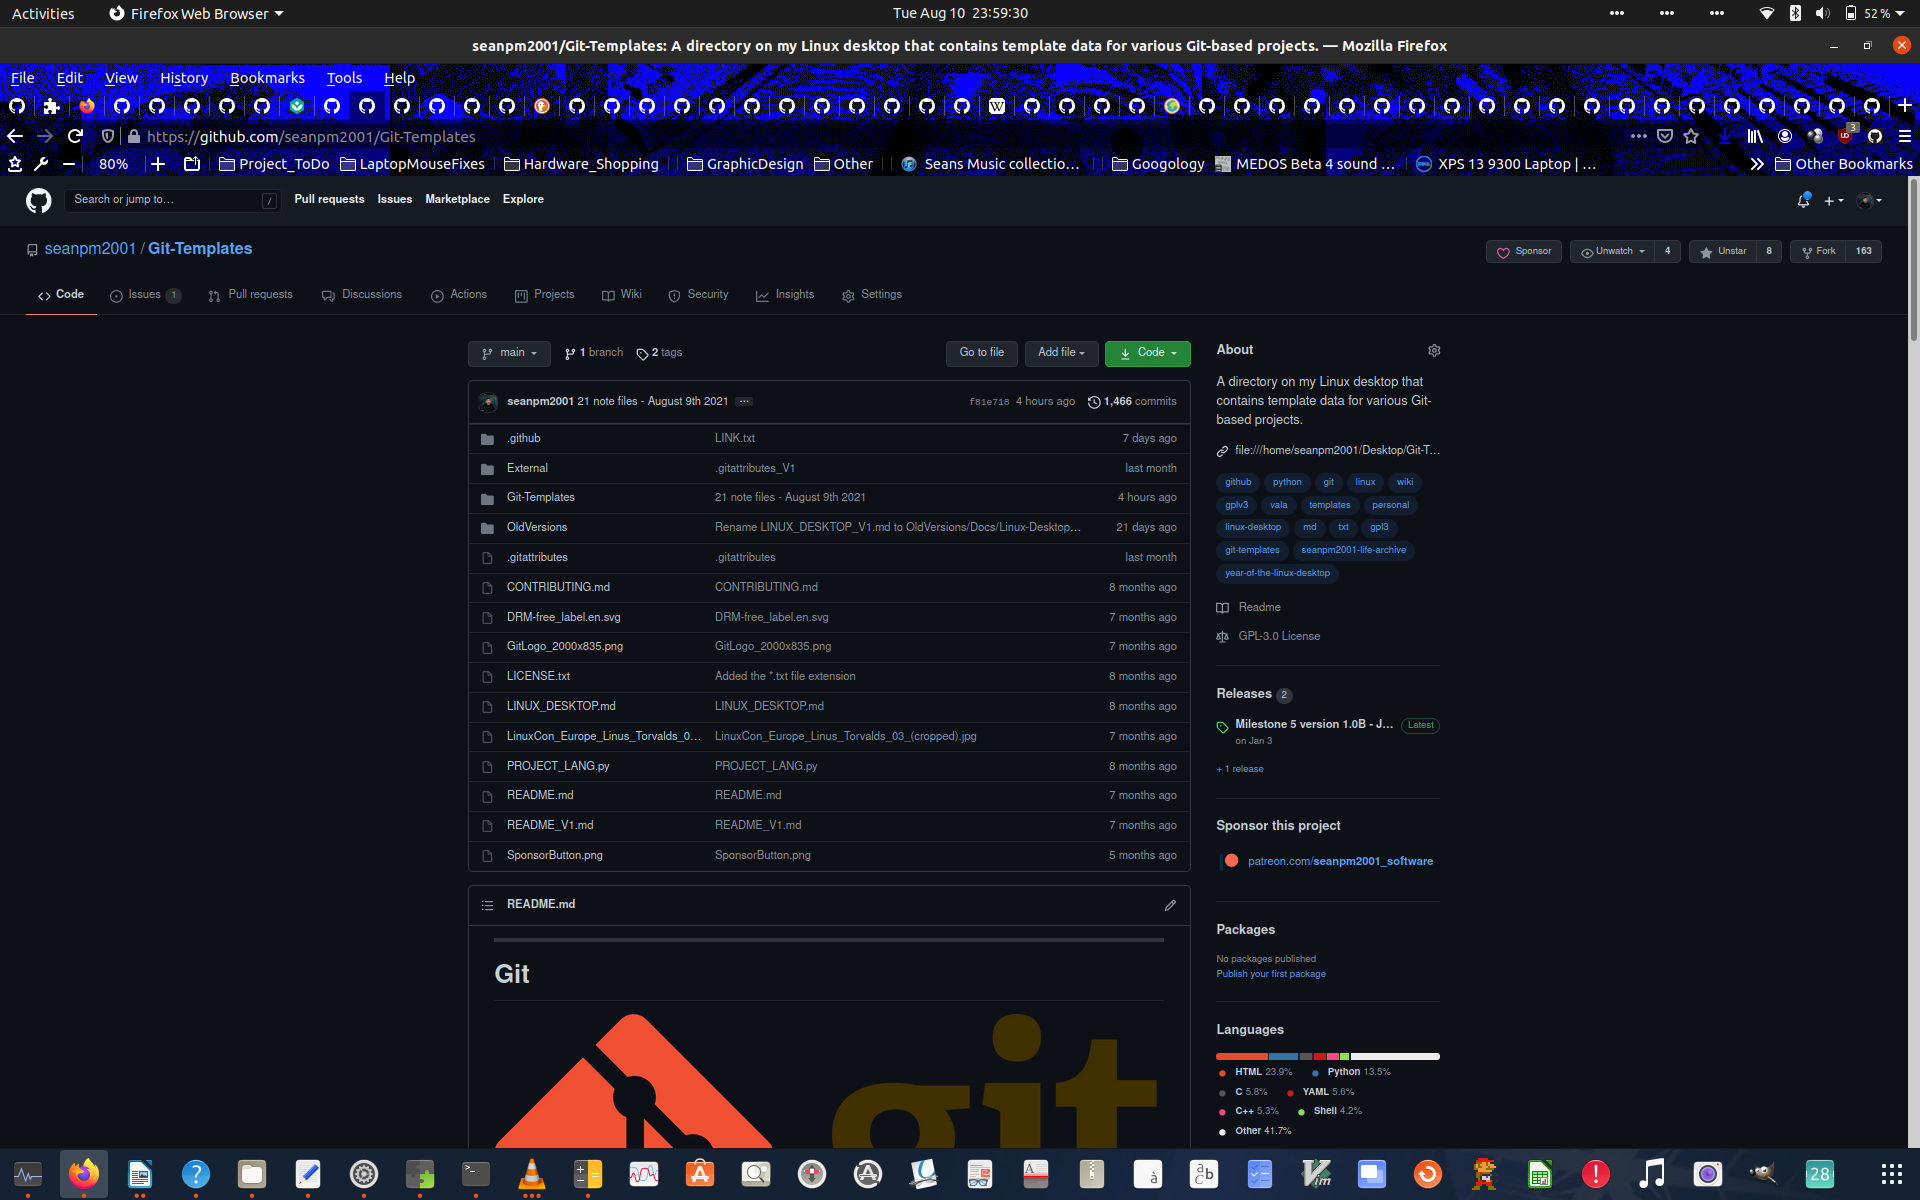 Activities
Firefox Web Browser
Tue Aug 10 23:59:30
52 %
seanpm2001/Git-Templates: A directory on my Linux desktop that contains template data for various Git-based projects. — Mozilla Firefox
File Edit View History Bookmarks Tools Help
https://github.com/seanpm2001/Git-Templates
3
80%
Project_ToDo
LaptopMouseFixes
Hardware_Shopping
GraphicDesign
Other
Seans Music collectio…
Googology
MEDOS Beta 4 sound …
XPS 13 9300 Laptop | …
Other Bookmarks
Search or jump to… /
Pull requests Issues Marketplace Explore
seanpm2001 / Git-Templates
Sponsor
Unwatch 4
Unstar 8
Fork 163
Code
Issues 1
Pull requests
Discussions
Actions
Projects
Wiki
Security
Insights
Settings
main
1 branch
2 tags
Go to file
Add file
Code
seanpm2001 21 note files - August 9th 2021 ...
f81e718 4 hours ago
1,466 commits
.github LINK.txt 7 days ago
External .gitattributes_V1 last month
Git-Templates 21 note files - August 9th 2021 4 hours ago
OldVersions Rename LINUX_DESKTOP_V1.md to OldVersions/Docs/Linux-Desktop… 21 days ago
.gitattributes .gitattributes last month
CONTRIBUTING.md CONTRIBUTING.md 8 months ago
DRM-free_label.en.svg DRM-free_label.en.svg 7 months ago
GitLogo_2000x835.png GitLogo_2000x835.png 7 months ago
LICENSE.txt Added the *.txt file extension 8 months ago
LINUX_DESKTOP.md LINUX_DESKTOP.md 8 months ago
LinuxCon_Europe_Linus_Torvalds_0… LinuxCon_Europe_Linus_Torvalds_03_(cropped).jpg 7 months ago
PROJECT_LANG.py PROJECT_LANG.py 8 months ago
README.md README.md 7 months ago
README_V1.md README_V1.md 7 months ago
SponsorButton.png SponsorButton.png 5 months ago
README.md
Git
git
About
A directory on my Linux desktop that
contains template data for various Git-
based projects.
file:///home/seanpm2001/Desktop/Git-T…
github python git linux wiki
gplv3 vala templates personal
linux-desktop md txt gpl3
git-templates seanpm2001-life-archive
year-of-the-linux-desktop
Readme
GPL-3.0 License
Releases 2
Milestone 5 version 1.0B - J… Latest
on Jan 3
+ 1 release
Sponsor this project
patreon.com/seanpm2001_software
Packages
No packages published
Publish your first package
Languages
HTML 23.9% Python 13.5%
C 5.8% YAML 5.6%
C++ 5.3% Shell 4.2%
Other 41.7%
28